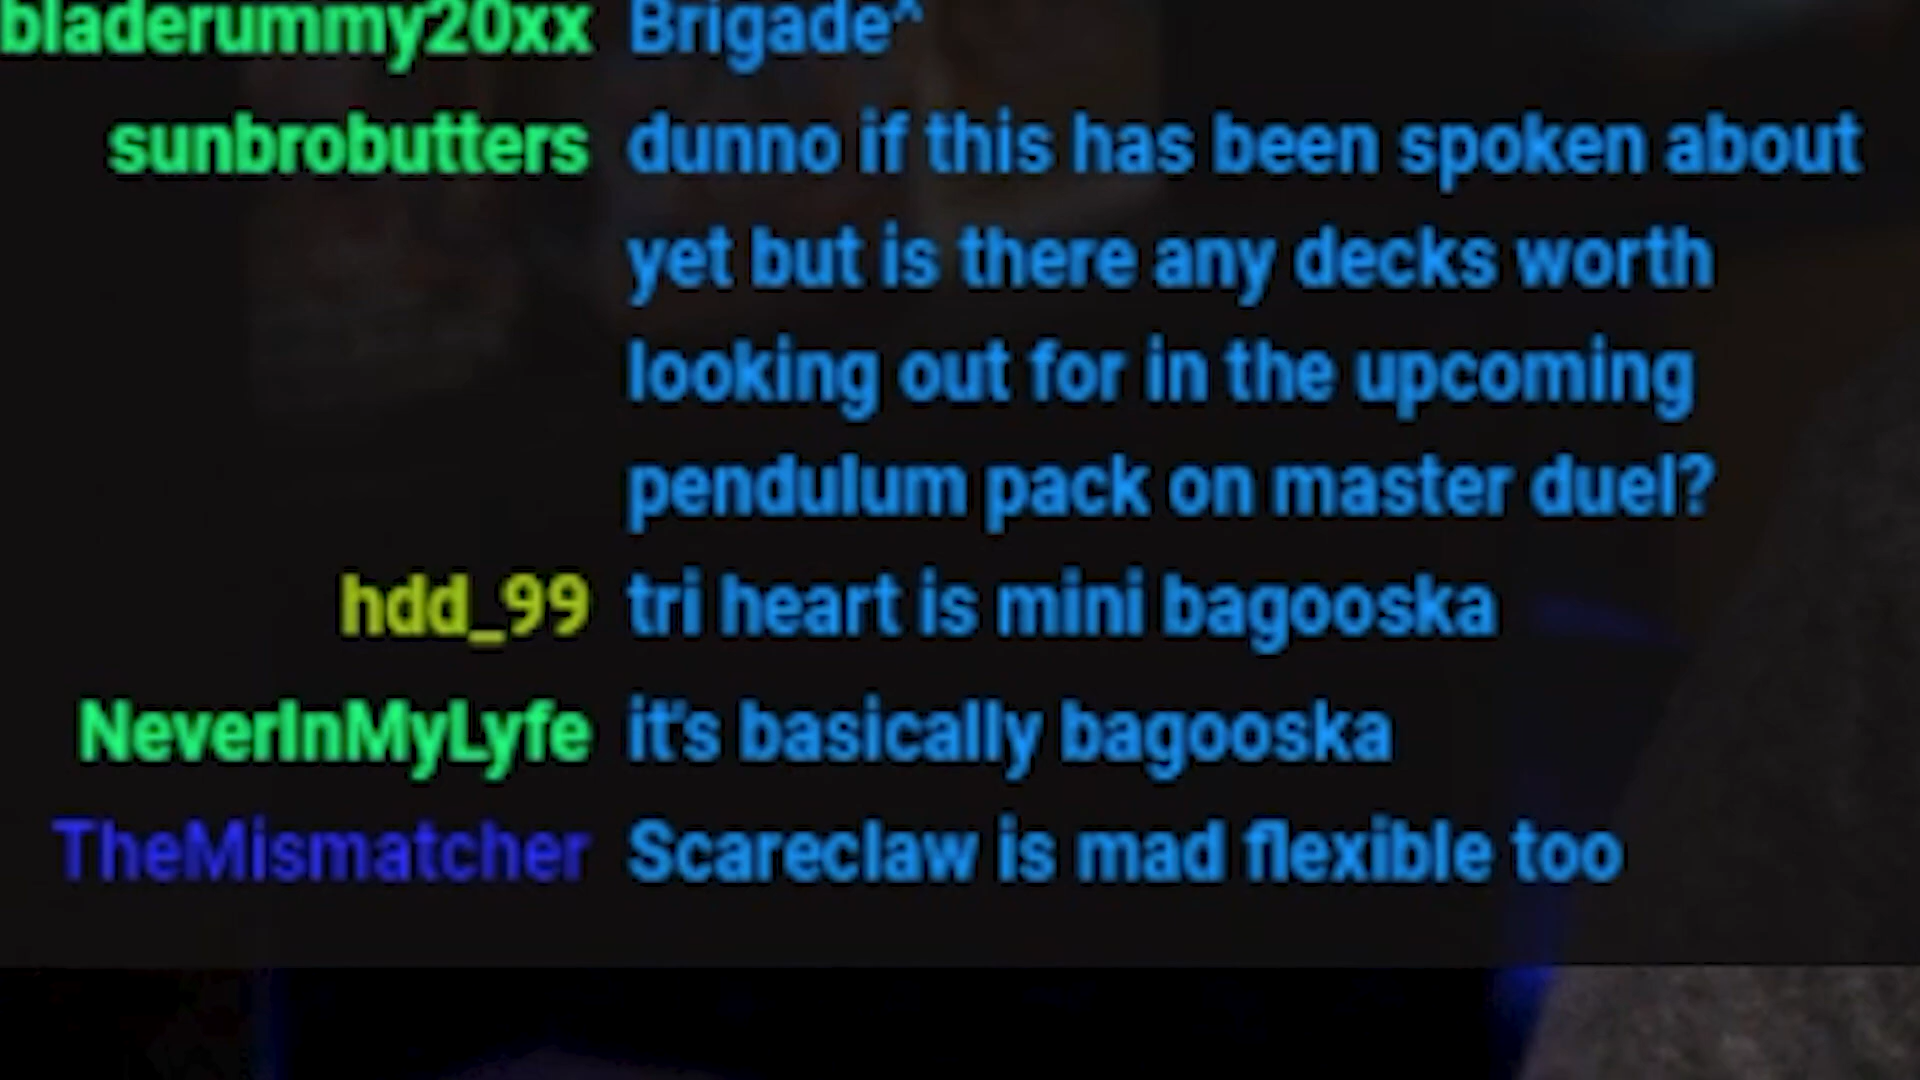 bladerummy20xx Brigade^
sunbrobutters dunno if this has been spoken about
yet but is there any decks worth
looking out for in the upcoming
pendulum pack on master duel?
hdd_99 tri heart is mini bagooska
NeverInMyLyfe it's basically bagooska
TheMismatcher Scareclaw is mad flexible too